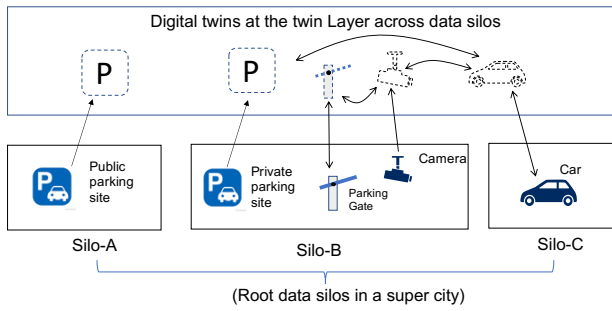 Digital twins at the twin Layer across data silos
P
P
P
Public
parking
site
P
Private
parking
site
Parking
Gate
Camera
Car
Silo-A
Silo-B
Silo-C
(Root data silos in a super city)